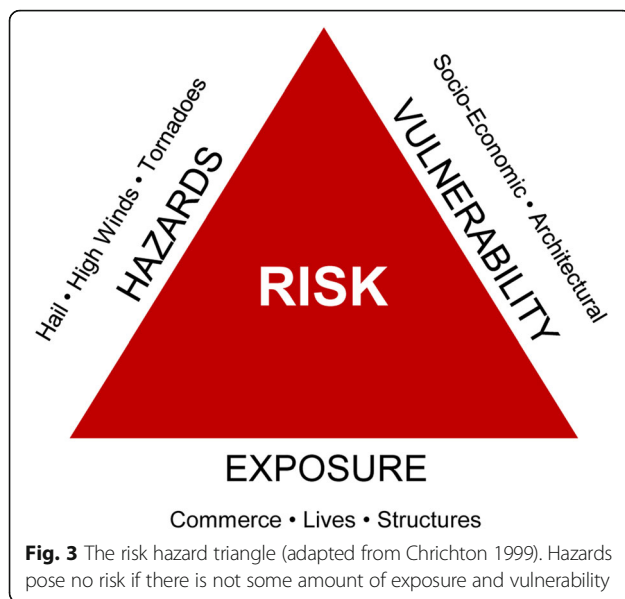 Hail • High Winds • Tornadoes
HAZARDS
Socio-Economic • Architectural
VULNERABILITY
RISK
EXPOSURE
Commerce • Lives • Structures
Fig. 3 The risk hazard triangle (adapted from Chrichton 1999). Hazards
pose no risk if there is not some amount of exposure and vulnerability